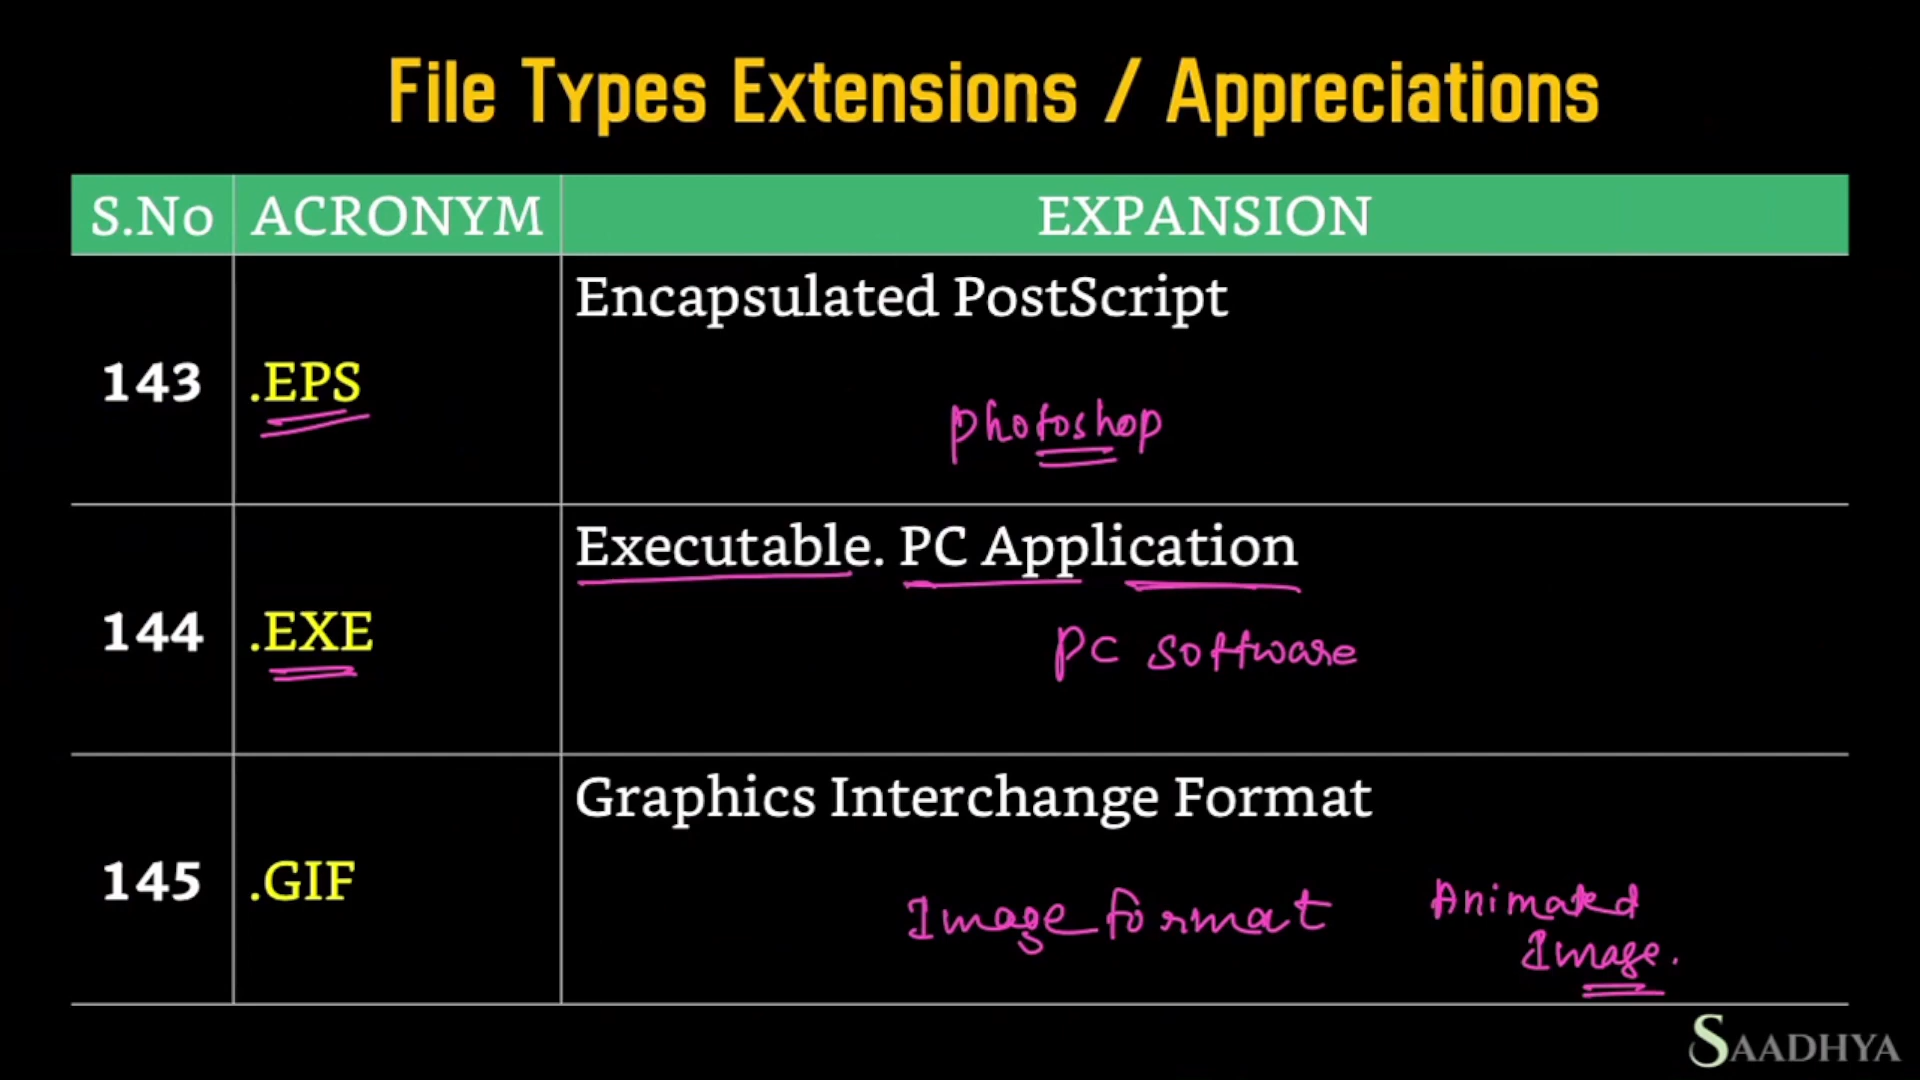 File Types Extensions / Appreciations
S.No ACRONYM EXPANSION
Encapsulated PostScript
143 .EPS
Photoshop
Executable. PC Application
144 .EXE
PC Software
Graphics Interchange Format
145 .GIF
Image format Animated
Image.
SAADHYA